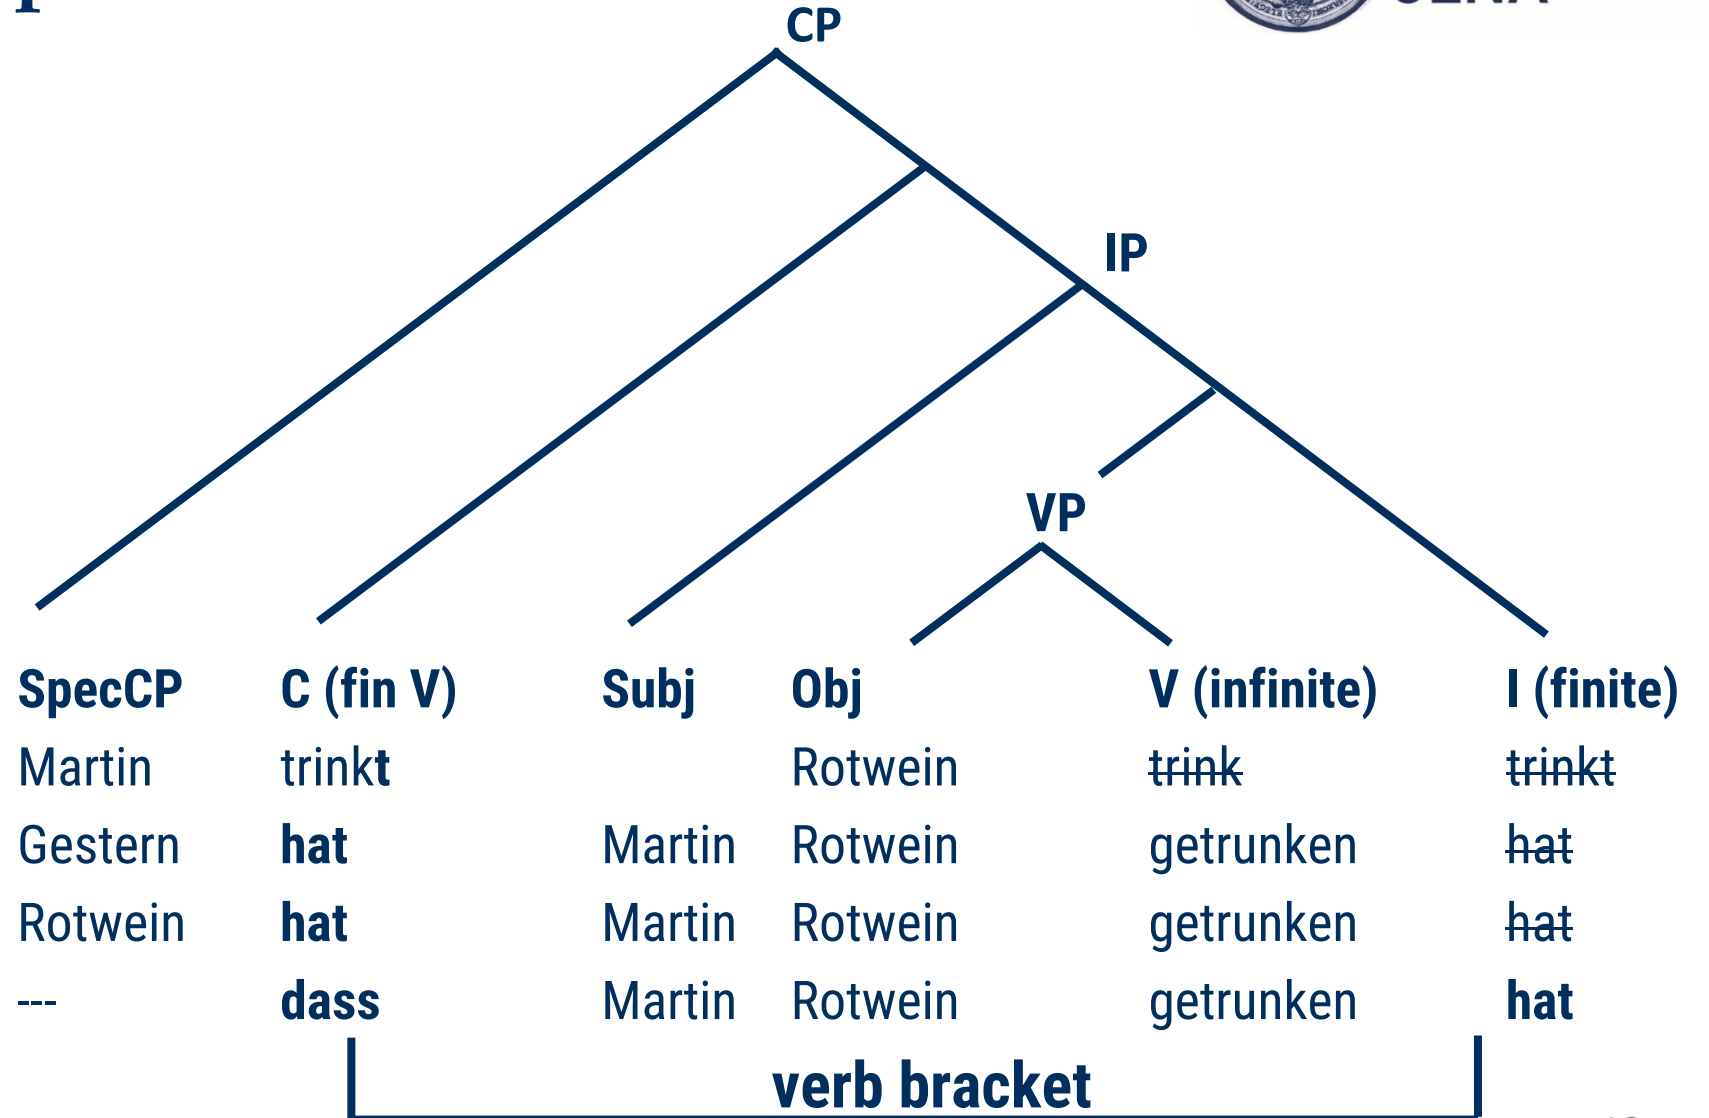 CP
IP
VP
SpecCP C (fin V) Subj Obj V (infinite) I (finite)
Martin trinkt Rotwein trink trinkt
Gestern hat Martin Rotwein getrunken hat
Rotwein hat Martin Rotwein getrunken hat
--- dass Martin Rotwein getrunken hat
verb bracket